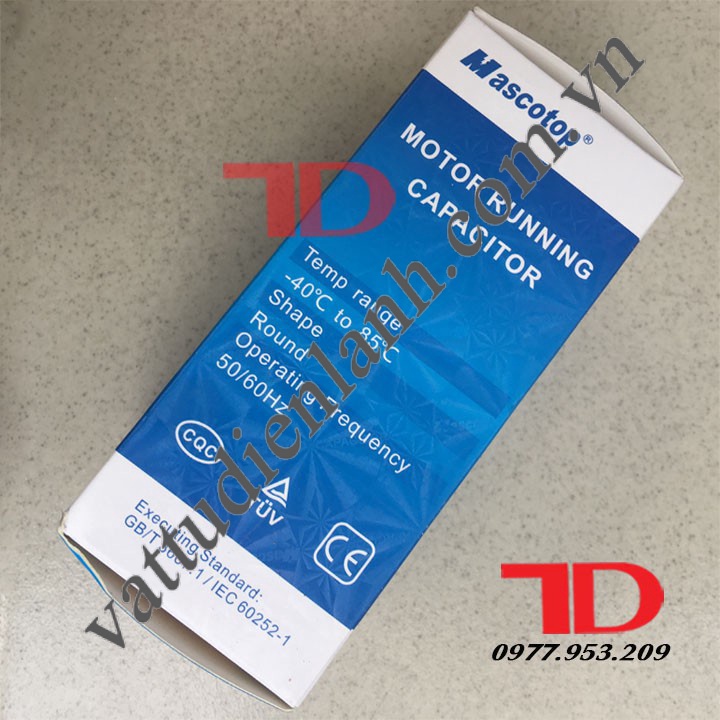 Mascotop®
MOTOR RUNNING
CAPACITOR
Temp range
-40℃ to 85℃
Shape
Round
Operating Frequency
50/60Hz
CQC
TÜV
CE
Executing Standard:
/ IEC 60252-1
vattudienlanh.com.vn
TD
TD
0977.953.209